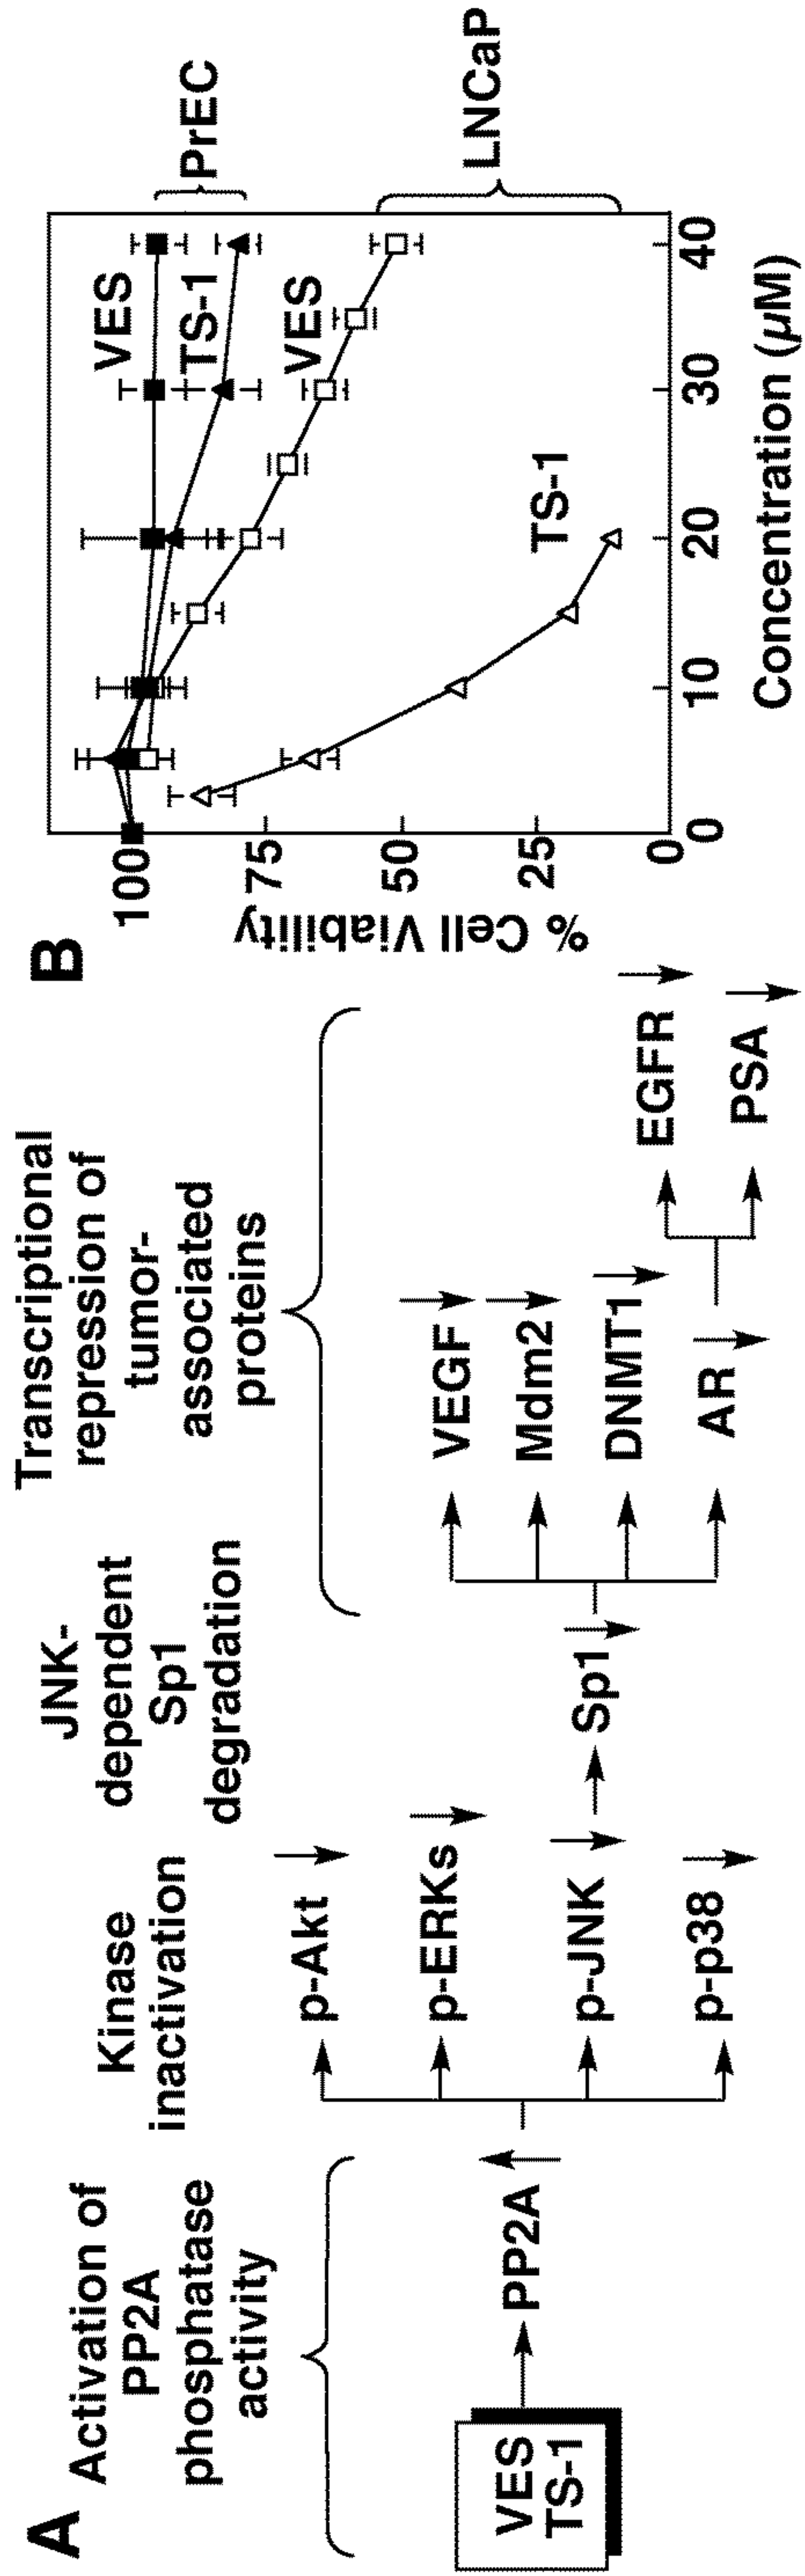 A
Activation of
PP2A
phosphatase
activity
Kinase
inactivation
JNK-
dependent
Sp1
degradation
Transcriptional
repression of
tumor-
associated
proteins
VES
TS-1
PP2A
p-Akt
p-ERKs
p-JNK
p-p38
Sp1
VEGF
Mdm2
DNMT1
AR
EGFR
PSA
B
% Cell Viability
100
75
50
25
0
VES
TS-1
VES
TS-1
PrEC
LNCaP
0 10 20 30 40
Concentration (µM)